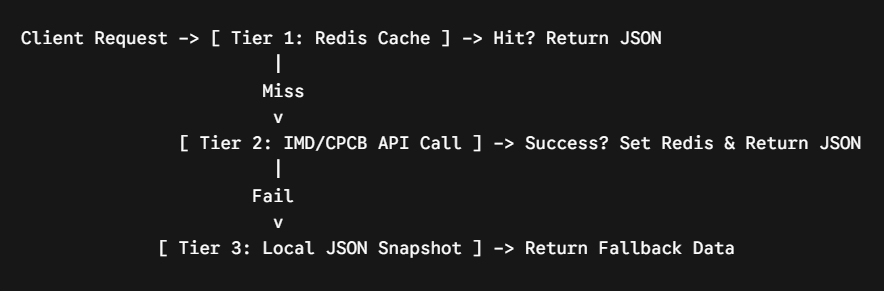 Client Request -> [ Tier 1: Redis Cache ] -> Hit? Return JSON
|
Miss
v
[ Tier 2: IMD/CPCB API Call ] -> Success? Set Redis & Return JSON
|
Fail
v
[ Tier 3: Local JSON Snapshot ] -> Return Fallback Data